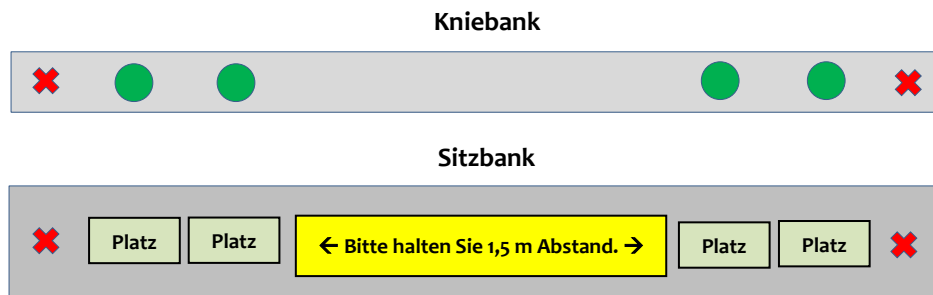 Kniebank
Sitzbank
Platz Platz ← Bitte halten Sie 1,5 m Abstand. → Platz Platz